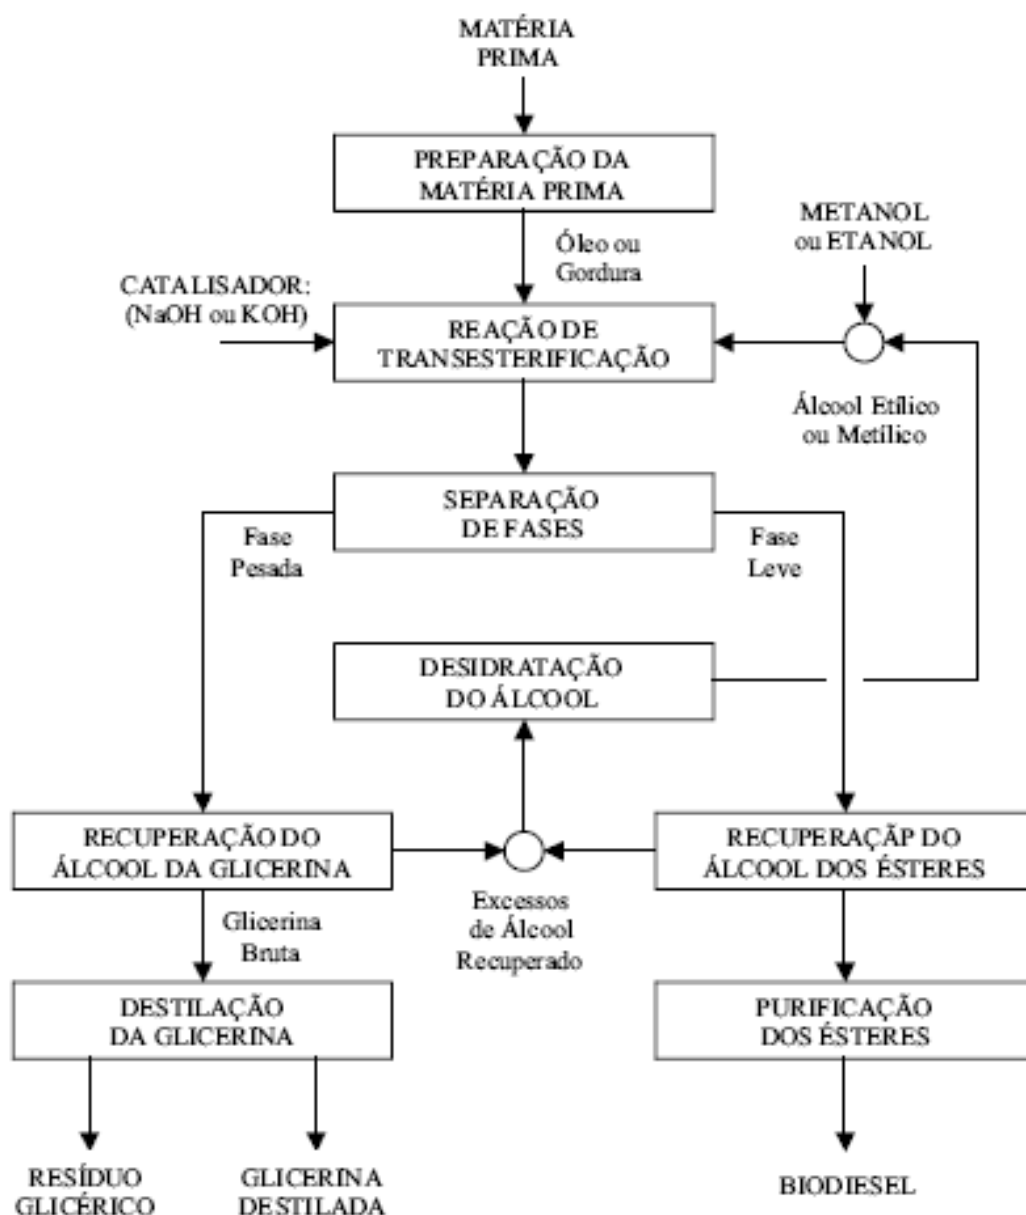 MATÉRIA
PRIMA
PREPARAÇÃO DA
MATÉRIA PRIMA
METANOL
ou ETANOL
Óleo ou
Gordura
CATALISADOR:
(NaOH ou KOH)
REAÇÃO DE
TRANSESTERIFICAÇÃO
Álcool Etílico
ou Metílico
SEPARAÇÃO
DE FASES
Fase
Pesada
Fase
Leve
DESIDRATAÇÃO
DO ÁLCOOL
RECUPERAÇÃO DO
ÁLCOOL DA GLICERINA
RECUPERAÇÃP DO
ÁLCOOL DOS ÉSTERES
Excessos
de Álcool
Recuperado
Glicerina
Bruta
DESTILAÇÃO
DA GLICERINA
PURIFICAÇÃO
DOS ÉSTERES
RESÍDUO
GLICÉRICO
GLICERINA
DESTILADA
BIODIESEL